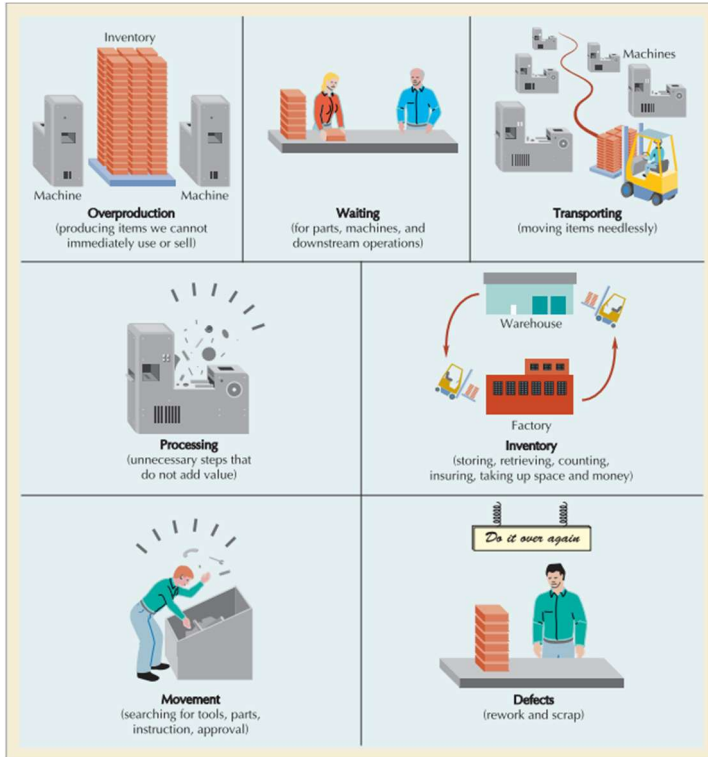 Inventory
Machine
Machine
Overproduction
(producing items we cannot
immediately use or sell)
Waiting
(for parts, machines, and
downstream operations)
Machines
Transporting
(moving items needlessly)
Processing
(unnecessary steps that
do not add value)
Warehouse
Factory
Inventory
(storing, retrieving, counting,
insuring, taking up space and money)
Movement
(searching for tools, parts,
instruction, approval)
Do it over again
Defects
(rework and scrap)